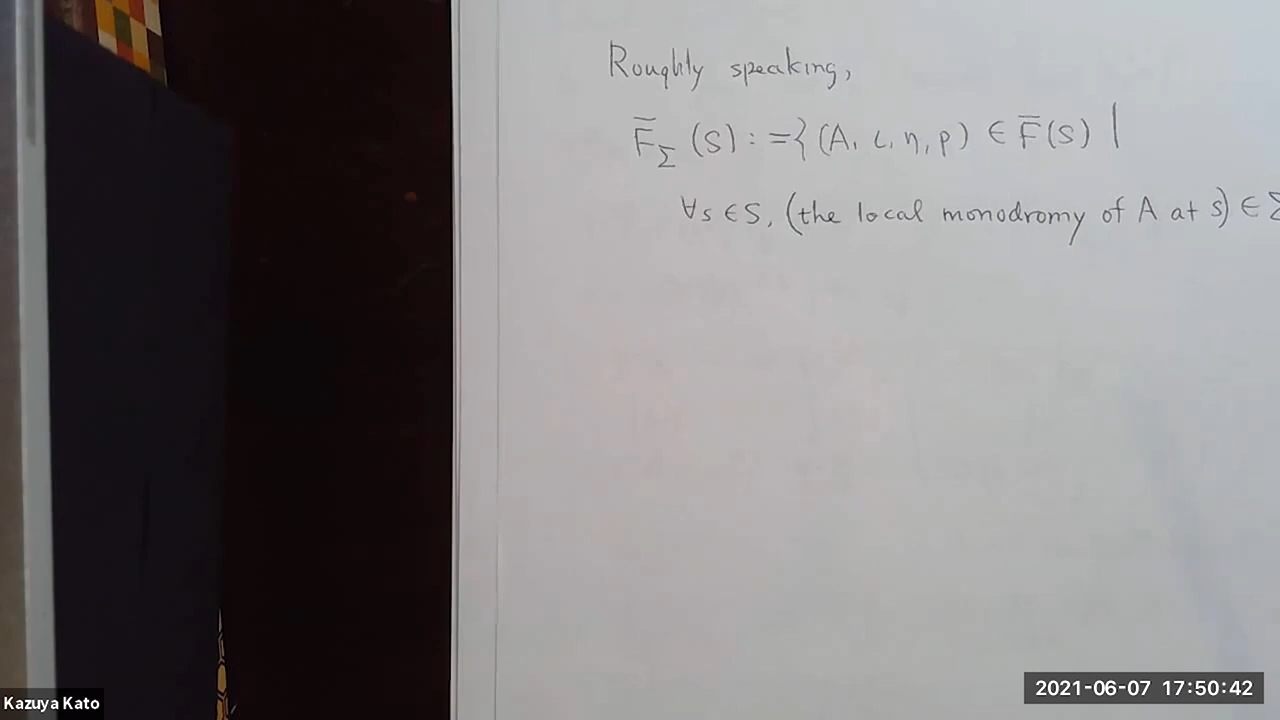 Roughly speaking,
F̄_Σ (S) := { (A, ι, η, p) ∈ F̄(S) |
∀s ∈ S, (the local monodromy of A at s) ∈ Σ
Kazuya Kato
2021-06-07 17:50:42